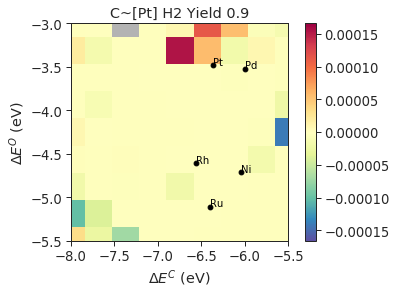 C~[Pt] H2 Yield 0.9
−3.0
−3.5
−4.0
−4.5
−5.0
−5.5
ΔE^O (eV)
Pt
Pd
Rh
Ni
Ru
−8.0 −7.5 −7.0 −6.5 −6.0 −5.5
ΔE^C (eV)
0.00015
0.00010
0.00005
0.00000
−0.00005
−0.00010
−0.00015